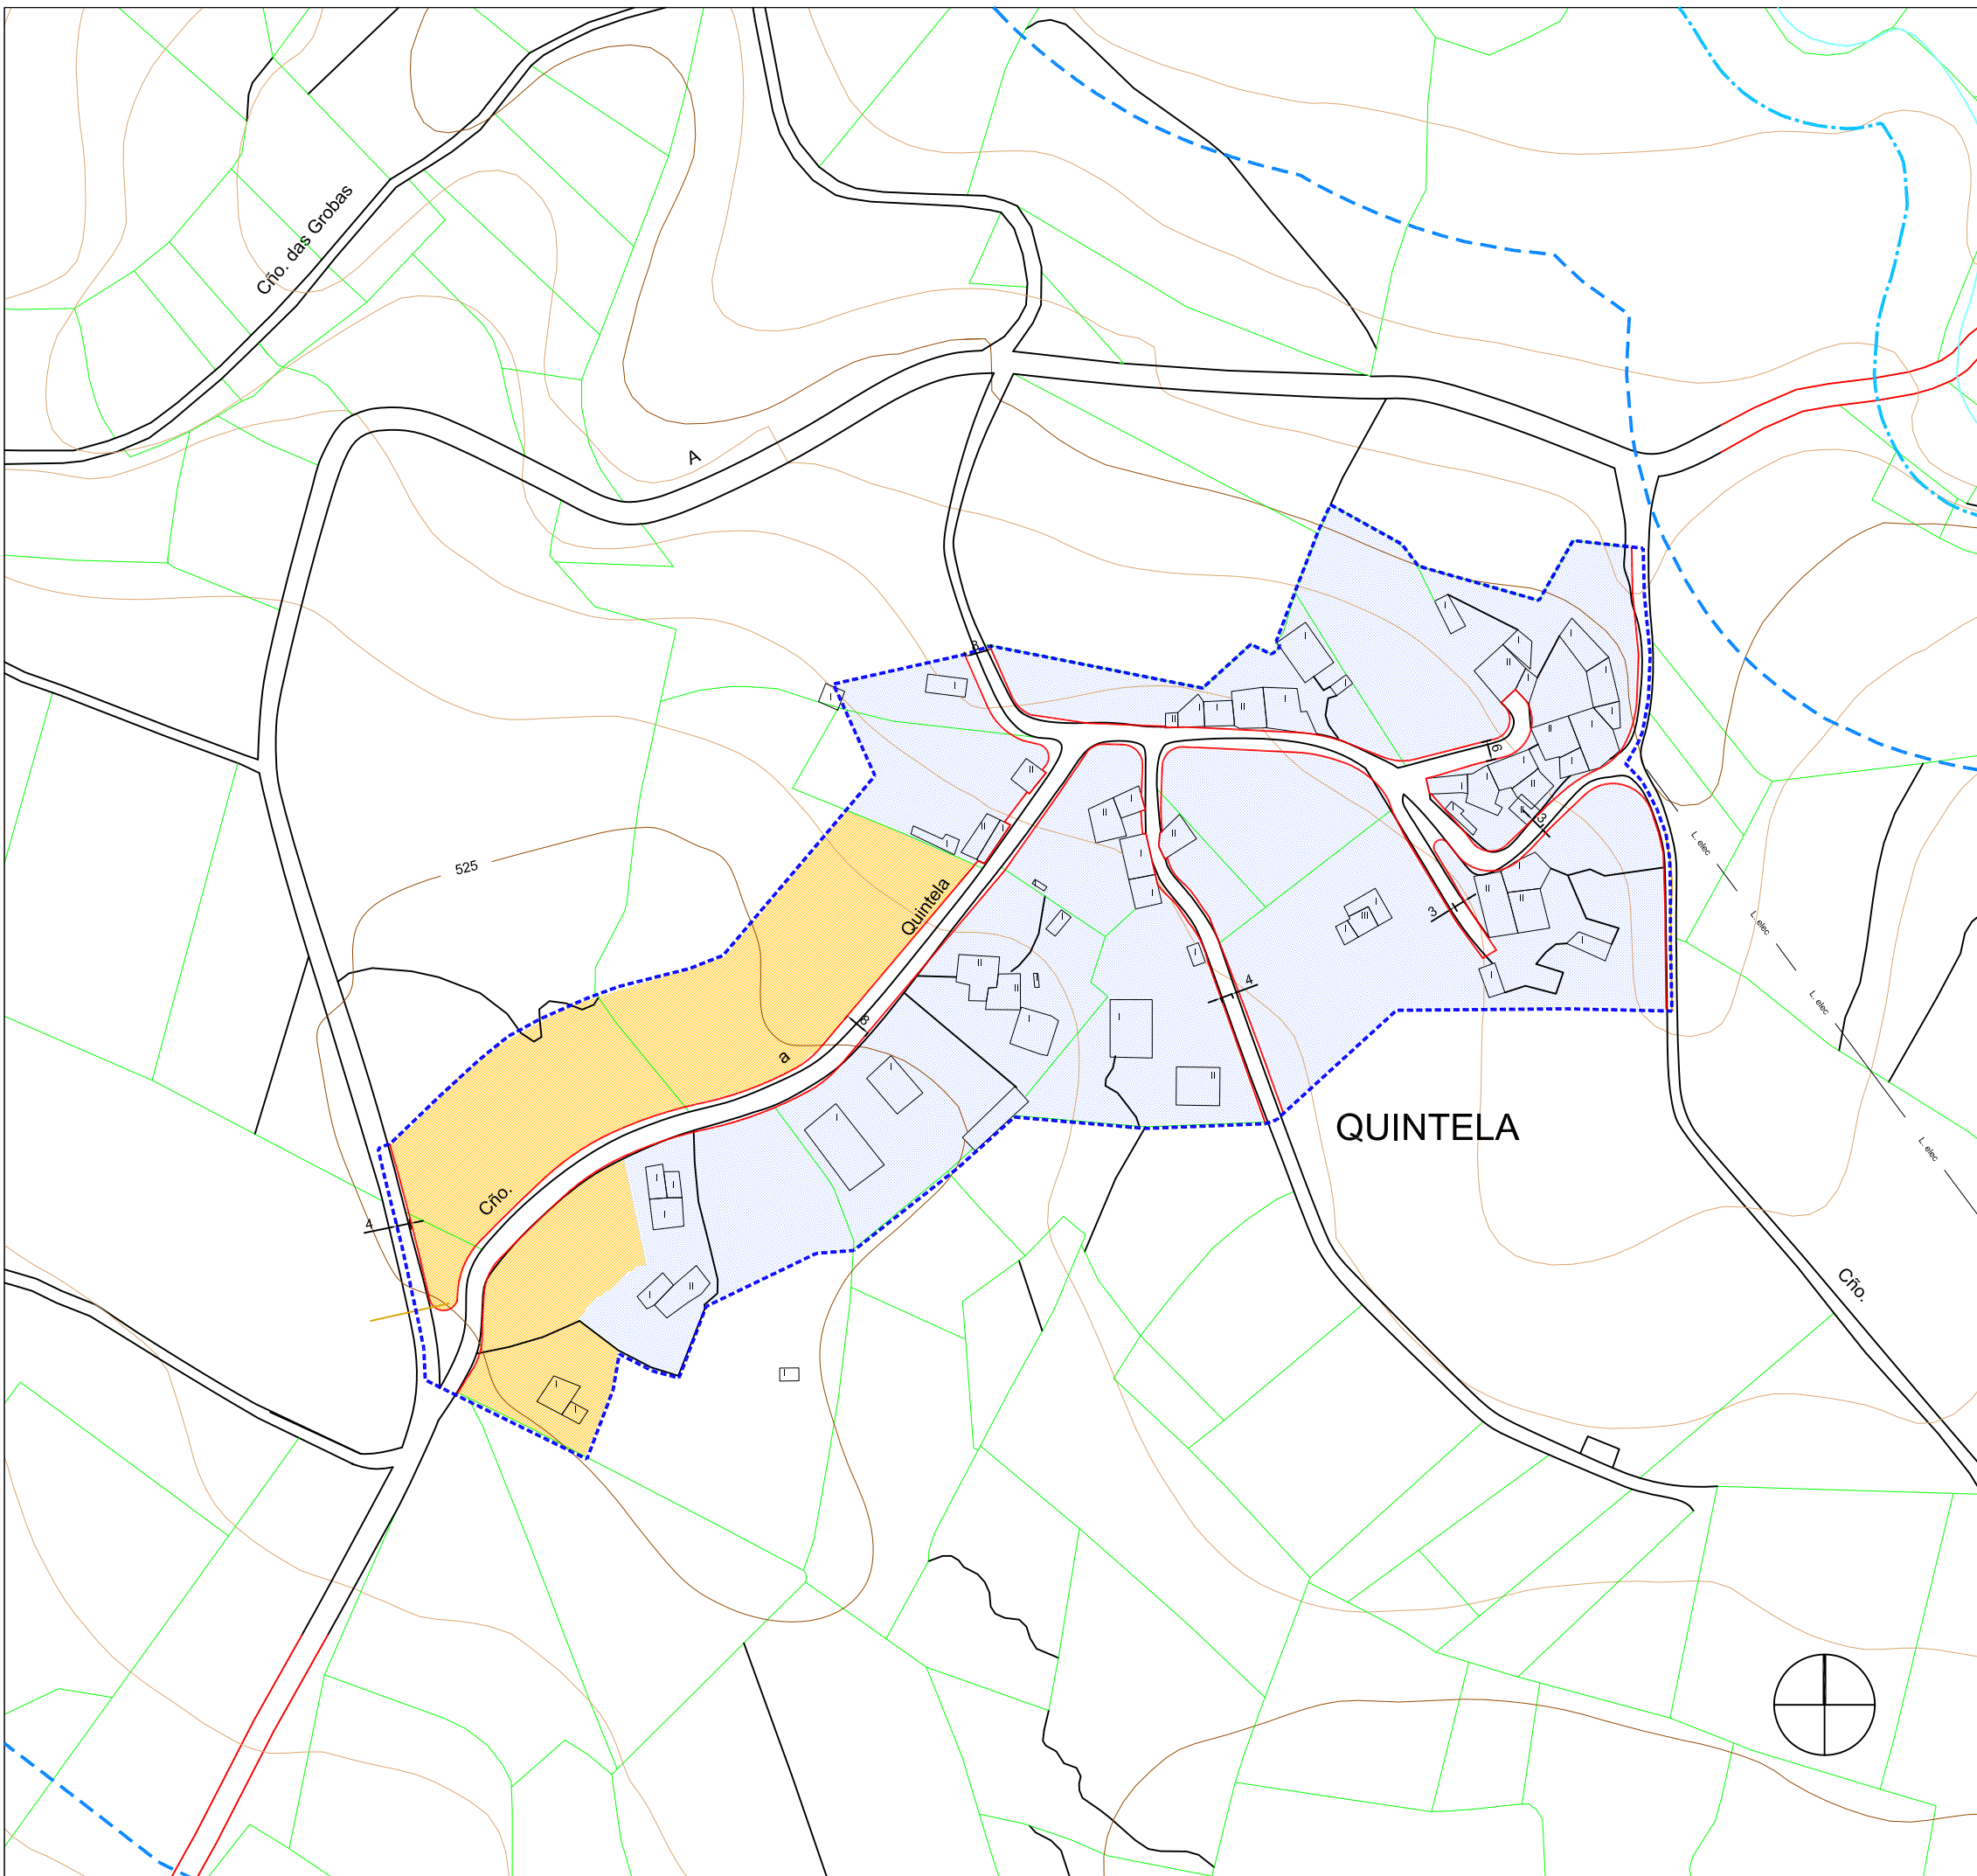 Cño. das Grobas
A
8
6
L. elec
3
525
Quintela
3
L. elec
4
L. elec
8
a
QUINTELA
L. elec
Cño.
4
Cño.